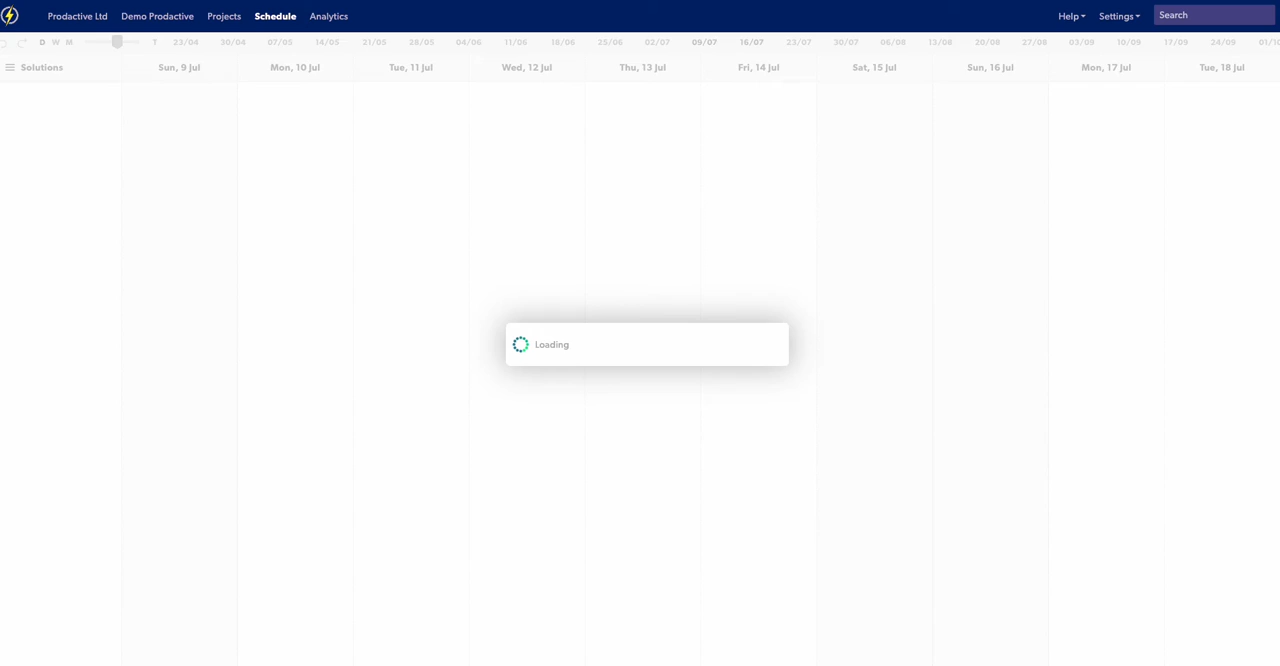 Prodactive Ltd Demo Prodactive Projects Schedule Analytics Help Settings Search
D W M T 23/04 30/04 07/05 14/05 21/05 28/05 04/06 11/06 18/06 25/06 02/07 09/07 16/07 23/07 30/07 06/08 13/08 20/08 27/08 03/09 10/09 17/09 24/09 01/10
Solutions Sun, 9 Jul Mon, 10 Jul Tue, 11 Jul Wed, 12 Jul Thu, 13 Jul Fri, 14 Jul Sat, 15 Jul Sun, 16 Jul Mon, 17 Jul Tue, 18 Jul
Loading